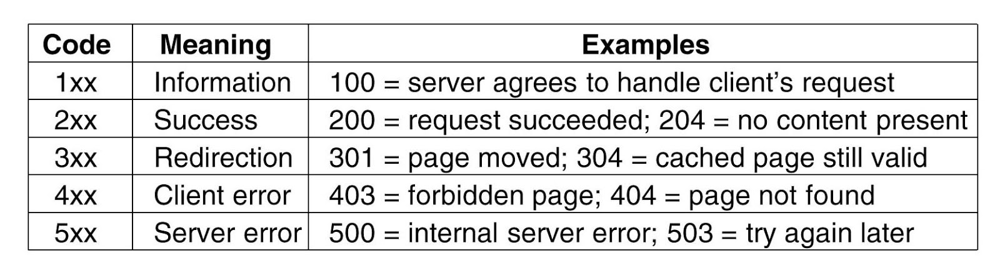 Code Meaning Examples
1xx Information 100 = server agrees to handle client’s request
2xx Success 200 = request succeeded; 204 = no content present
3xx Redirection 301 = page moved; 304 = cached page still valid
4xx Client error 403 = forbidden page; 404 = page not found
5xx Server error 500 = internal server error; 503 = try again later